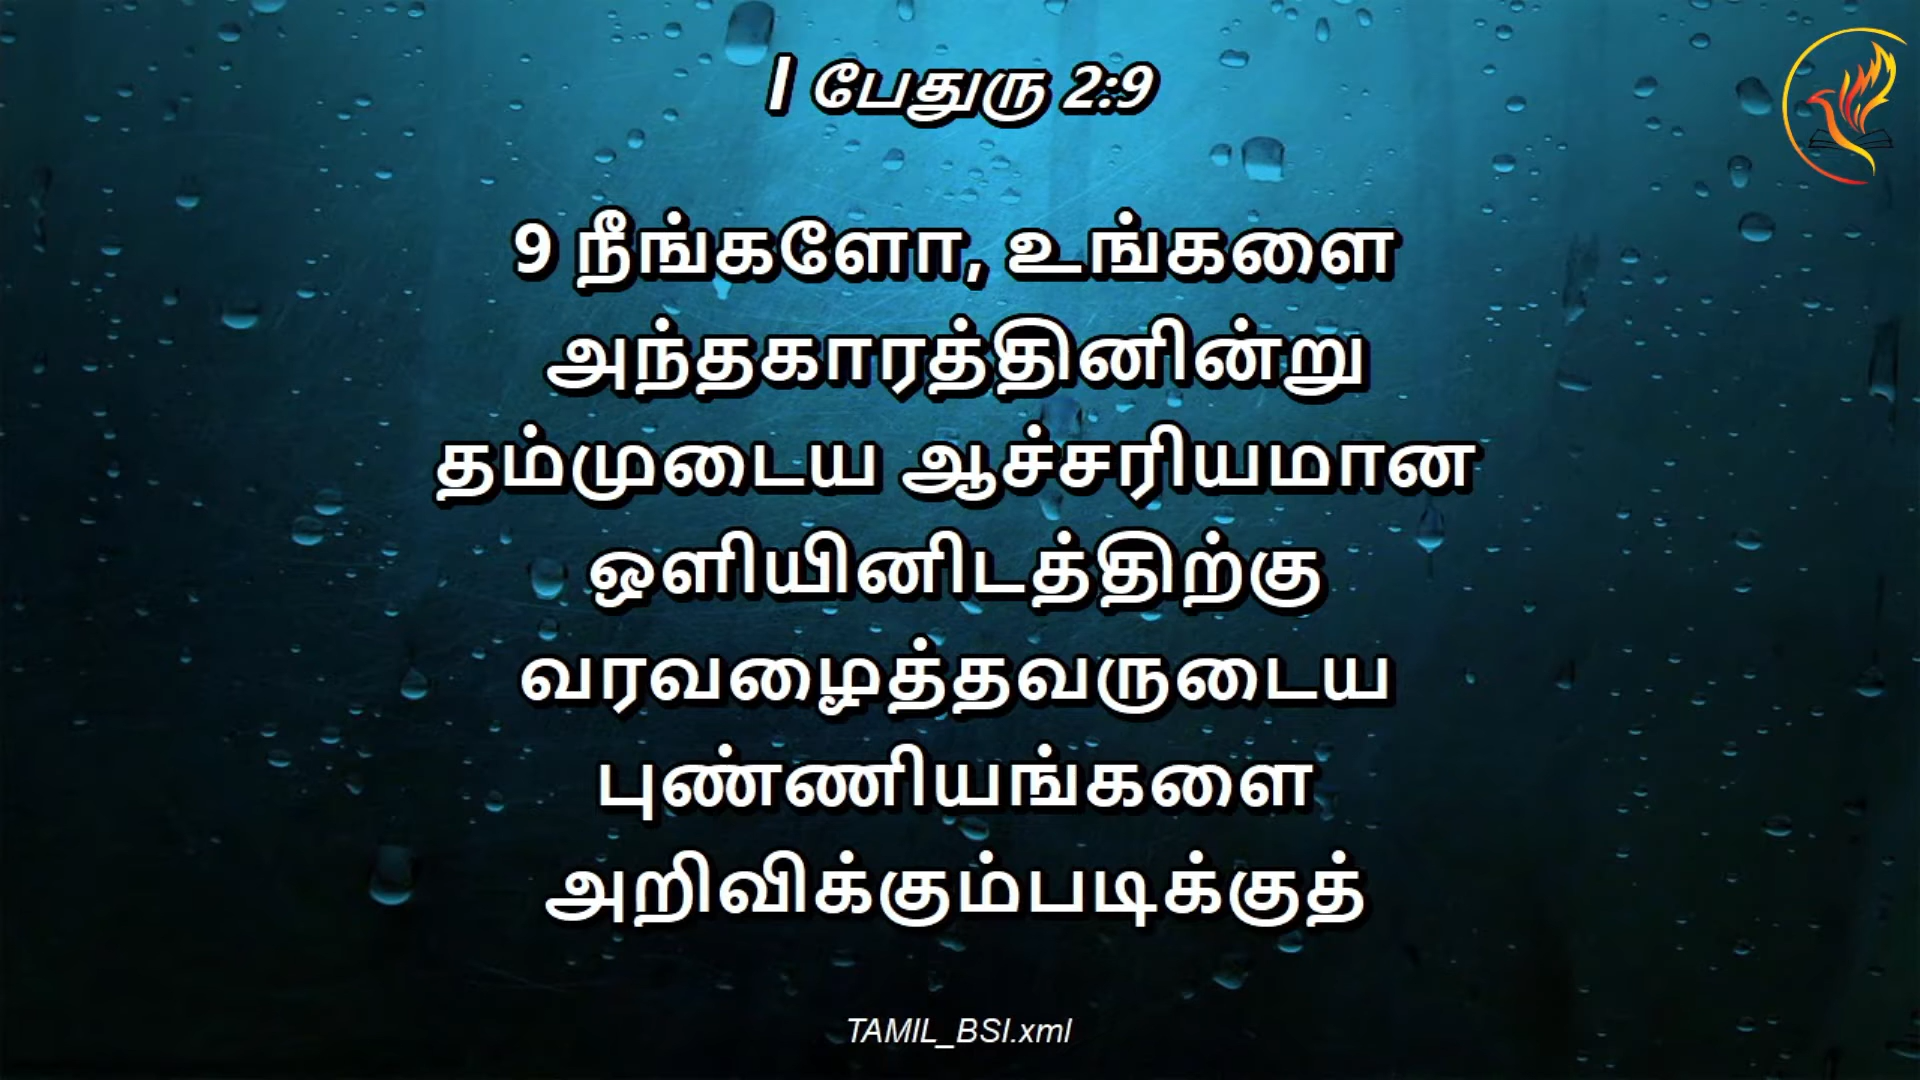 I பேதுரு 2:9
9 நீங்களோ, உங்களை
அந்தகாரத்தினின்று
தம்முடைய ஆச்சரியமான
ஒளியினிடத்திற்கு
வரவழைத்தவருடைய
புண்ணியங்களை
அறிவிக்கும்படிக்குத்
TAMIL_BSI.xml